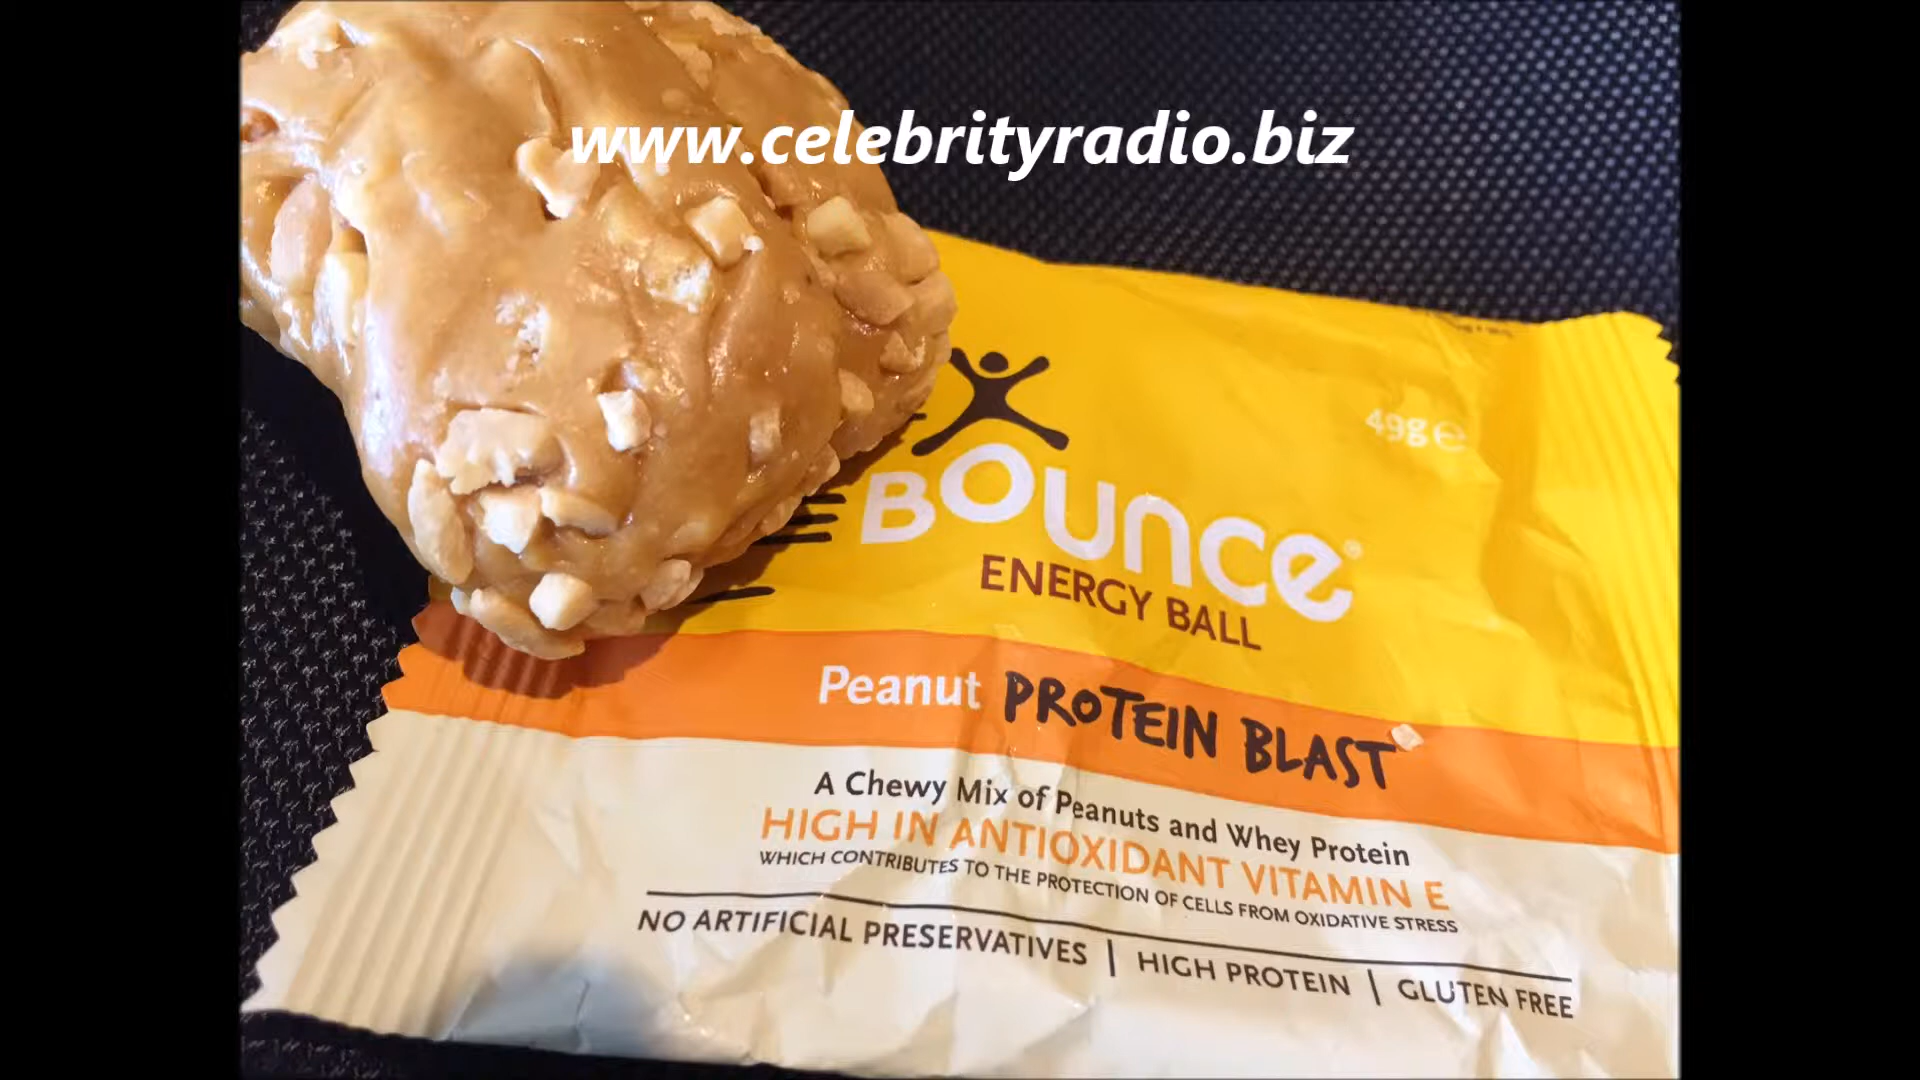 www.celebrityradio.biz
49g e
BOUNCE®
ENERGY BALL
Peanut PROTEIN BLAST
A Chewy Mix of Peanuts and Whey Protein
HIGH IN ANTIOXIDANT VITAMIN E
WHICH CONTRIBUTES TO THE PROTECTION OF CELLS FROM OXIDATIVE STRESS
NO ARTIFICIAL PRESERVATIVES | HIGH PROTEIN | GLUTEN FREE